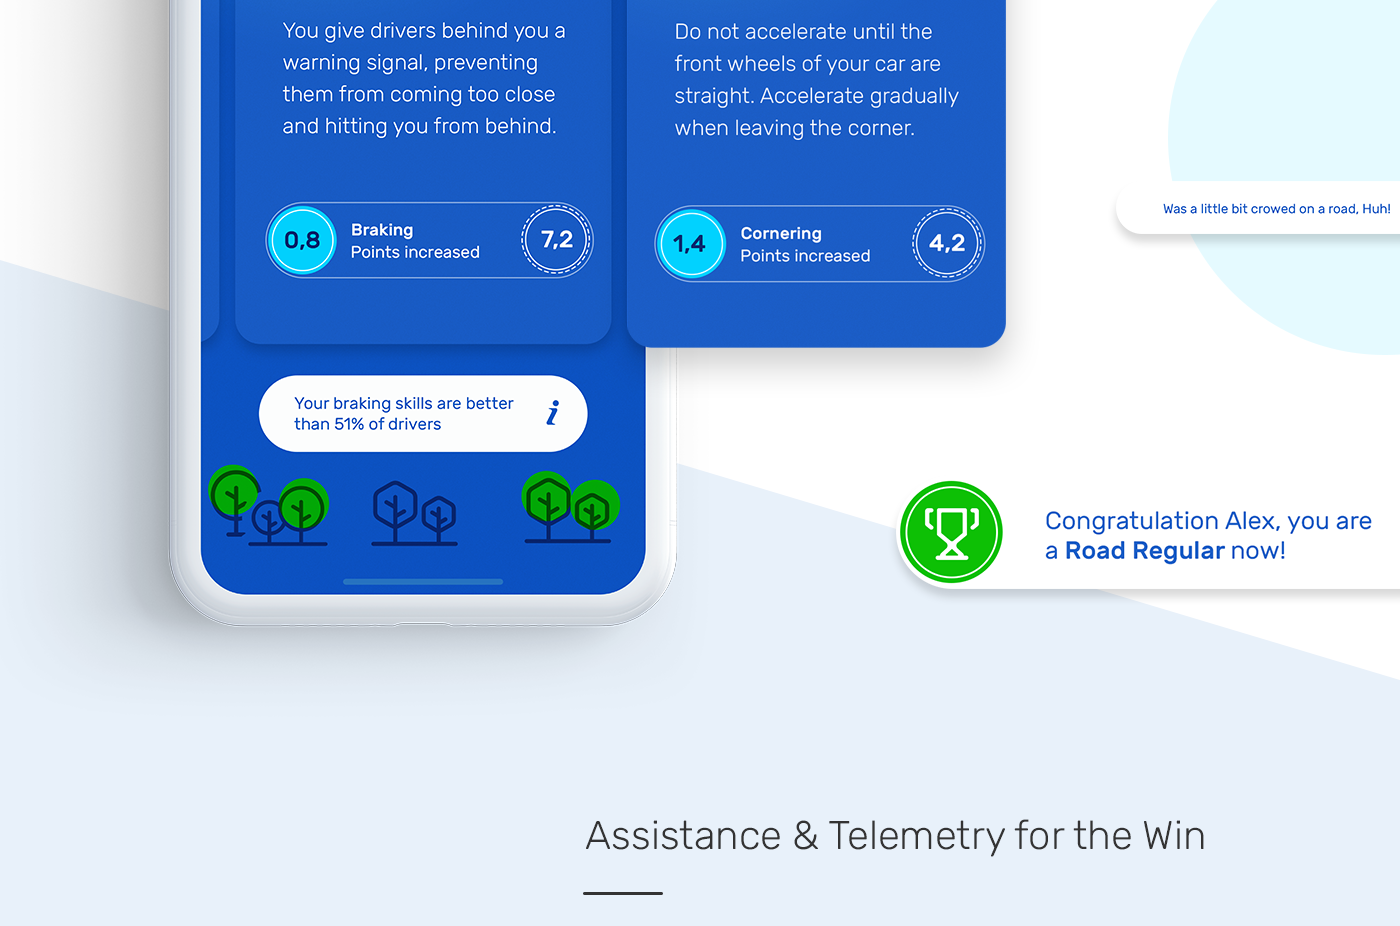 You give drivers behind you a
warning signal, preventing
them from coming too close
and hitting you from behind.
0,8
Braking
Points increased
7,2
Your braking skills are better
than 51% of drivers
i
Do not accelerate until the
front wheels of your car are
straight. Accelerate gradually
when leaving the corner.
1,4
Cornering
Points increased
4,2
Was a little bit crowed on a road, Huh!
Congratulation Alex, you are
a Road Regular now!
Assistance & Telemetry for the Win